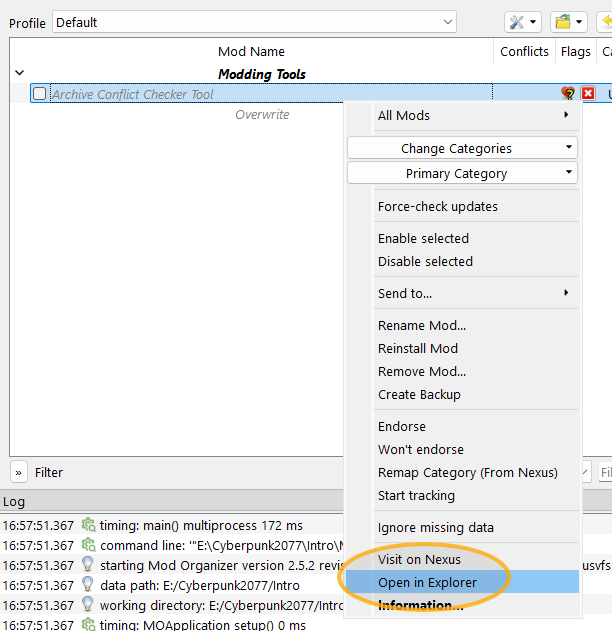 Profile Default
Mod Name Conflicts Flags
Modding Tools
Archive Conflict Checker Tool
Overwrite
All Mods
Change Categories
Primary Category
Force-check updates
Enable selected
Disable selected
Send to...
Rename Mod...
Reinstall Mod
Remove Mod...
Create Backup
Endorse
Won't endorse
Remap Category (From Nexus)
Start tracking
Ignore missing data
Visit on Nexus
Open in Explorer
Information...
» Filter
Log
16:57:51.367 timing: main() multiprocess 172 ms
16:57:51.367 command line: '"E:\Cyberpunk2077\Intro\
16:57:51.367 starting Mod Organizer version 2.5.2 revis usvfs
16:57:51.367 data path: E:/Cyberpunk2077/Intro
16:57:51.367 working directory: E:/Cyberpunk2077/Intro
16:57:51.367 timing: MOApplication setup() 0 ms